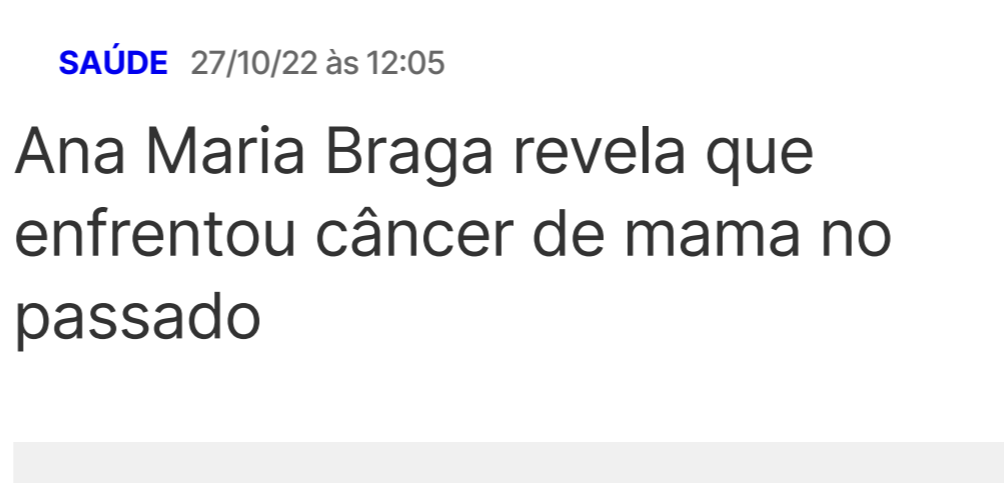 SAÚDE 27/10/22 às 12:05
Ana Maria Braga revela que
enfrentou câncer de mama no
passado